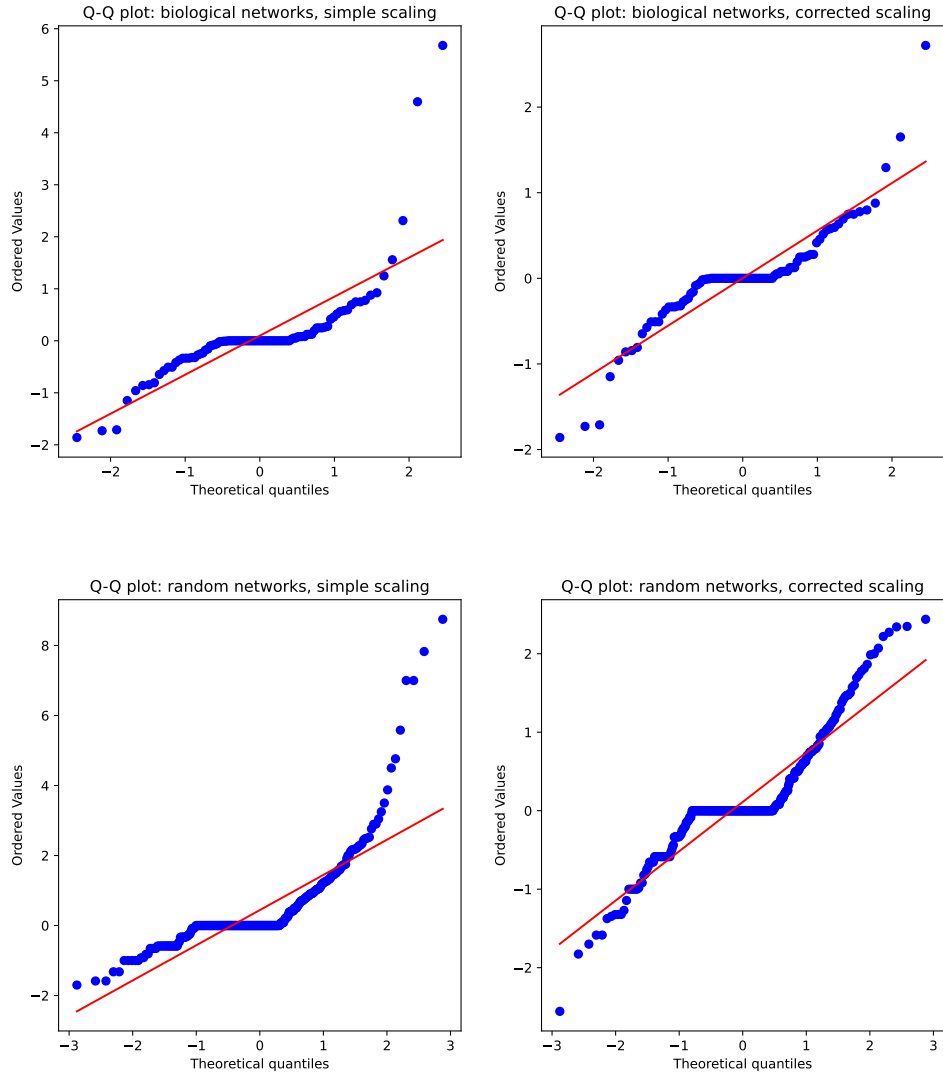 Q-Q plot: biological networks, simple scaling
6
5
4
3
2
1
0
−1
−2
Ordered Values
−2 −1 0 1 2
Theoretical quantiles
Q-Q plot: biological networks, corrected scaling
2
1
0
−1
−2
Ordered Values
−2 −1 0 1 2
Theoretical quantiles
Q-Q plot: random networks, simple scaling
8
6
4
2
0
−2
Ordered Values
−3 −2 −1 0 1 2 3
Theoretical quantiles
Q-Q plot: random networks, corrected scaling
2
1
0
−1
−2
Ordered Values
−3 −2 −1 0 1 2 3
Theoretical quantiles